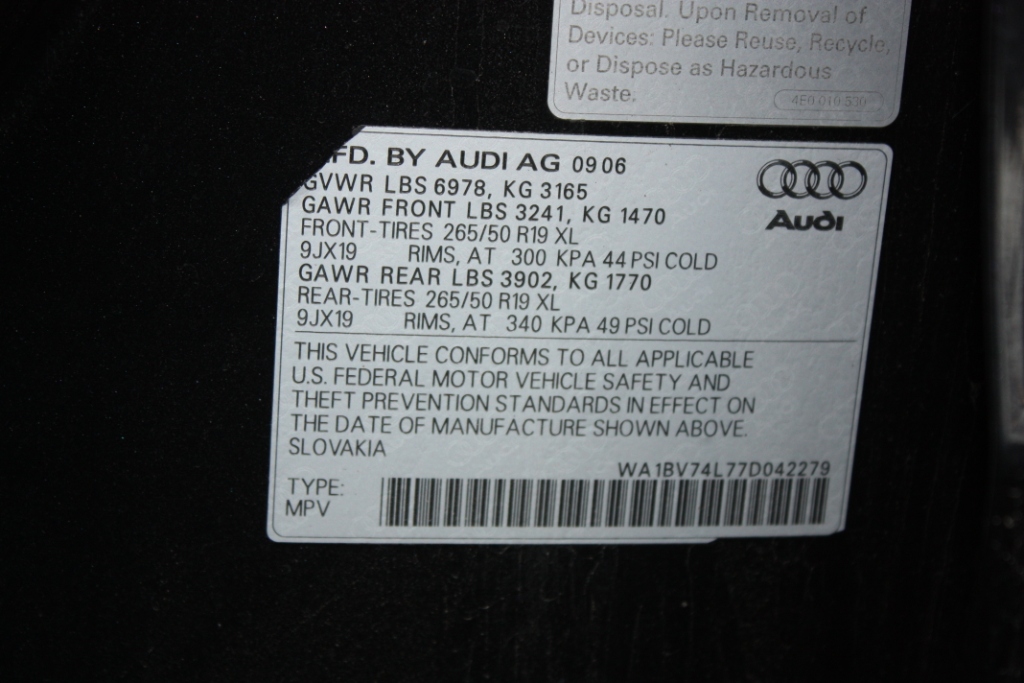 Disposal. Upon Removal of
Devices: Please Reuse, Recycle,
or Dispose as Hazardous
Waste.
4E0 010 530
FD. BY AUDI AG 09 06
GVWR LBS 6978, KG 3165
GAWR FRONT LBS 3241, KG 1470
FRONT-TIRES 265/50 R19 XL
9JX19 RIMS, AT 300 KPA 44 PSI COLD
GAWR REAR LBS 3902, KG 1770
REAR-TIRES 265/50 R19 XL
9JX19 RIMS, AT 340 KPA 49 PSI COLD
Audi
THIS VEHICLE CONFORMS TO ALL APPLICABLE
U.S. FEDERAL MOTOR VEHICLE SAFETY AND
THEFT PREVENTION STANDARDS IN EFFECT ON
THE DATE OF MANUFACTURE SHOWN ABOVE.
SLOVAKIA
WA1BV74L77D042279
TYPE:
MPV